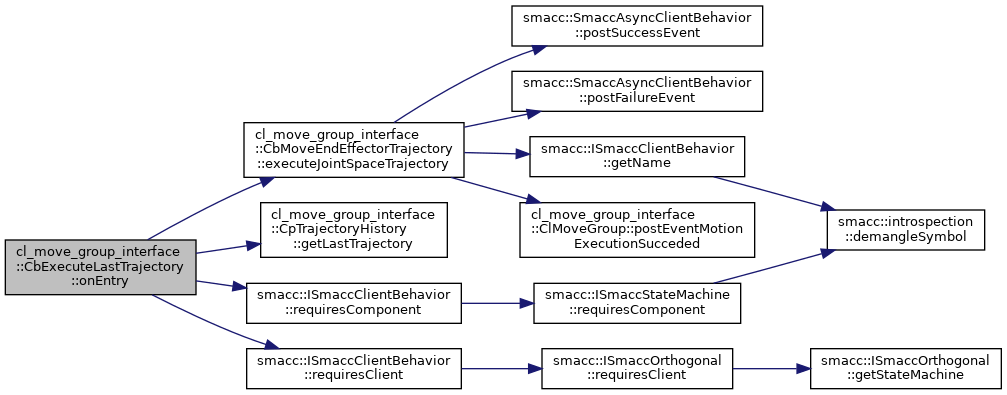 cl_move_group_interface
::CbExecuteLastTrajectory
::onEntry
cl_move_group_interface
::CbMoveEndEffectorTrajectory
::executeJointSpaceTrajectory
cl_move_group_interface
::CpTrajectoryHistory
::getLastTrajectory
smacc::ISmaccClientBehavior
::requiresComponent
smacc::ISmaccClientBehavior
::requiresClient
smacc::SmaccAsyncClientBehavior
::postSuccessEvent
smacc::SmaccAsyncClientBehavior
::postFailureEvent
smacc::ISmaccClientBehavior
::getName
cl_move_group_interface
::ClMoveGroup::postEventMotion
ExecutionSucceded
smacc::ISmaccStateMachine
::requiresComponent
smacc::ISmaccOrthogonal
::requiresClient
smacc::introspection
::demangleSymbol
smacc::ISmaccOrthogonal
::getStateMachine